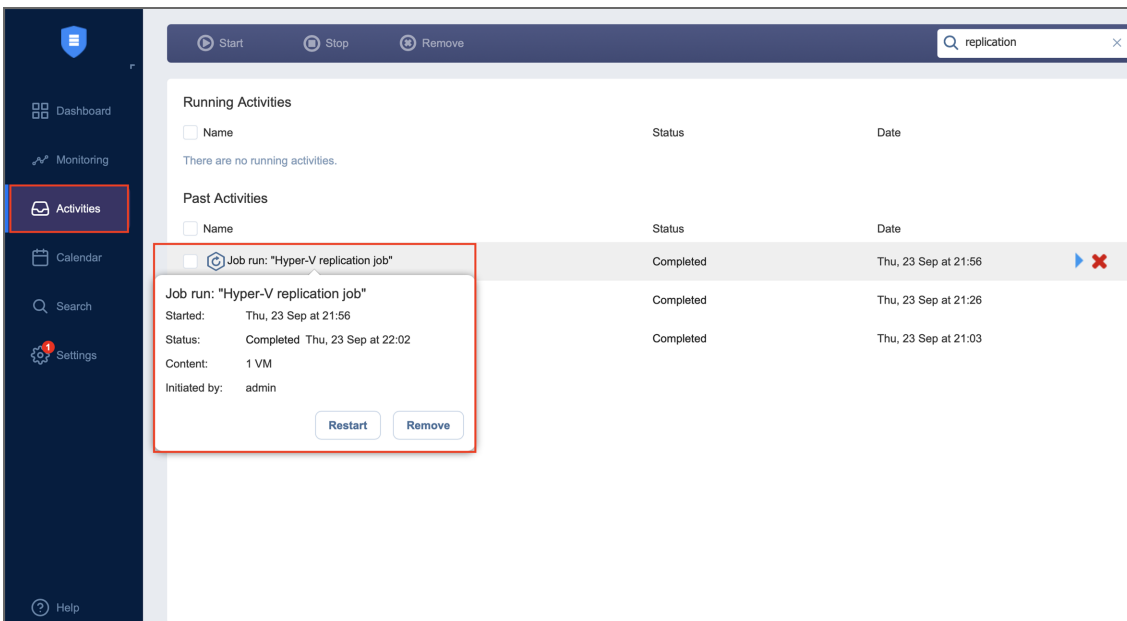 Start Stop Remove replication
Dashboard
Monitoring
Activities
Calendar
Search
1
Settings
Help
Running Activities
Name Status Date
There are no running activities.
Past Activities
Name Status Date
Job run: "Hyper-V replication job" Completed Thu, 23 Sep at 21:56
Completed Thu, 23 Sep at 21:26
Completed Thu, 23 Sep at 21:03
Job run: "Hyper-V replication job"
Started: Thu, 23 Sep at 21:56
Status: Completed Thu, 23 Sep at 22:02
Content: 1 VM
Initiated by: admin
Restart Remove